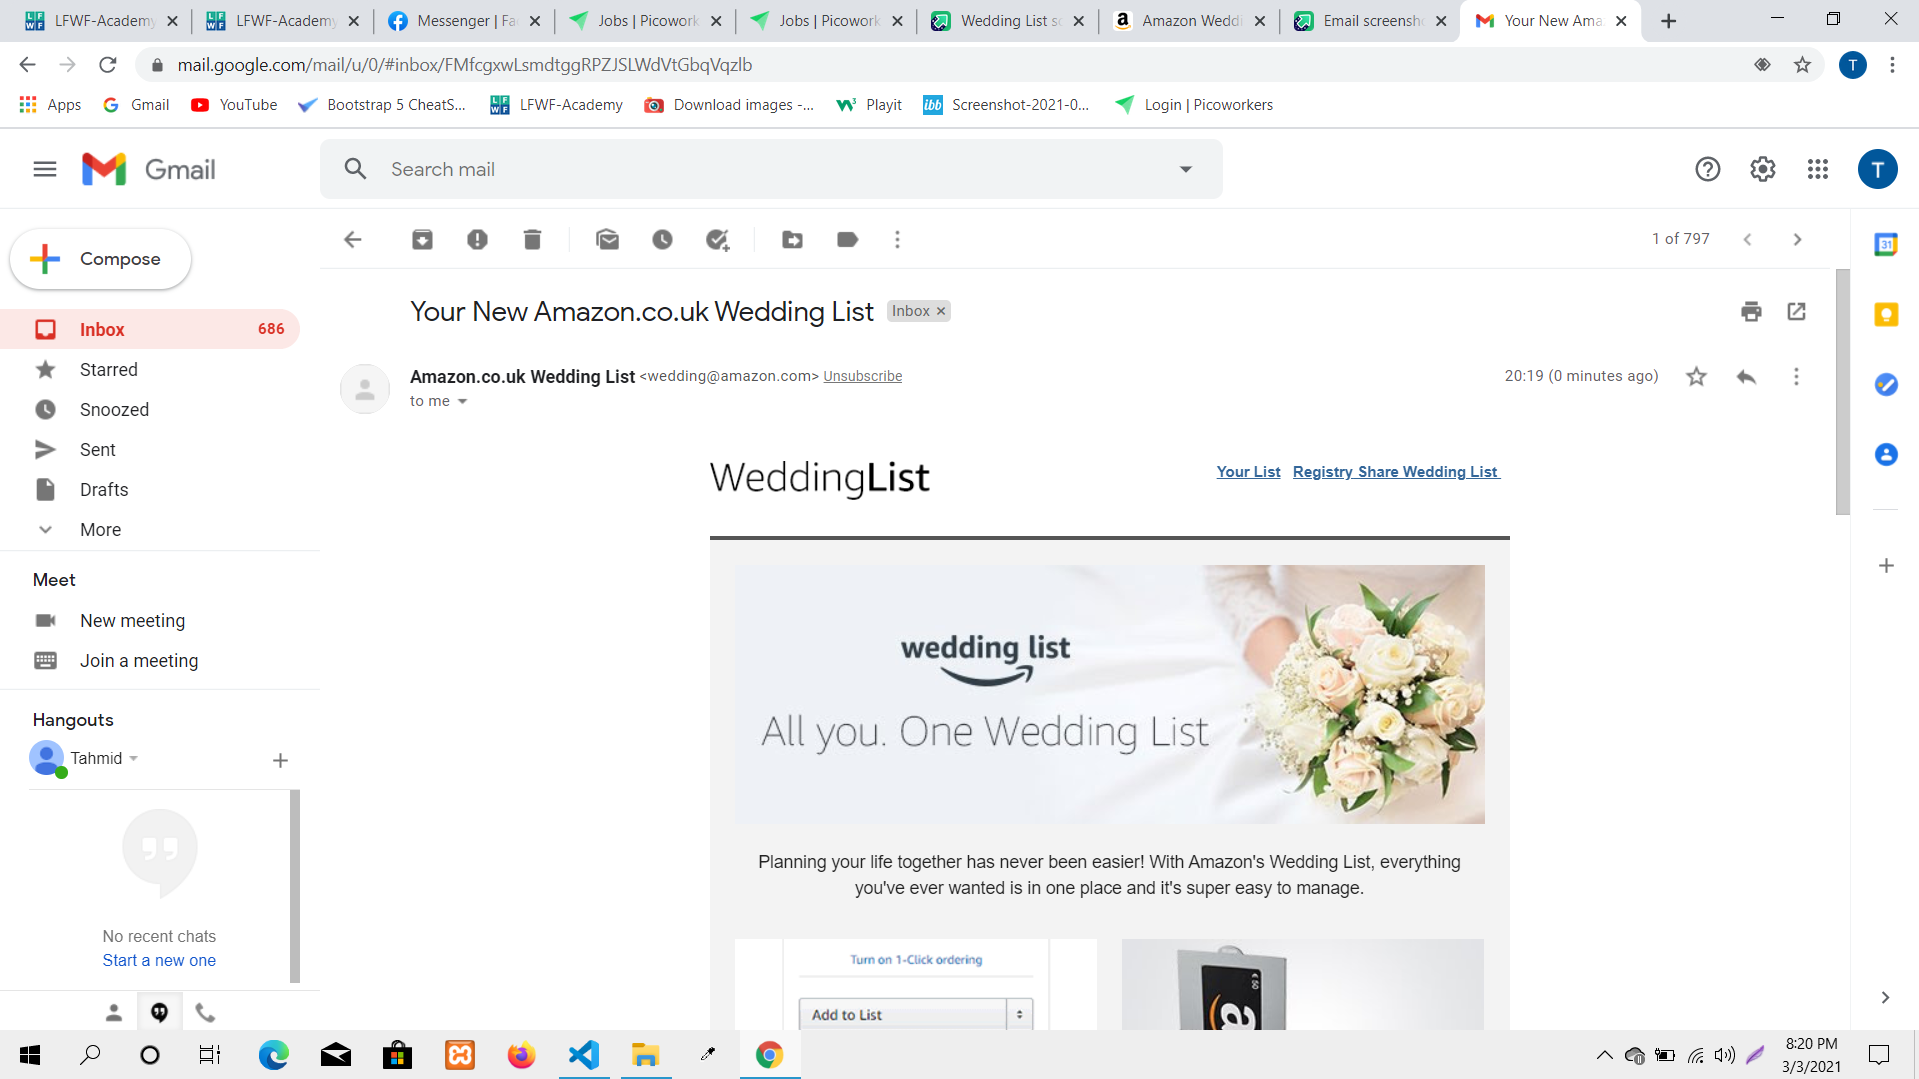 LFWF-Academy
LFWF-Academy
Messenger | Fa
Jobs | Picowork
Jobs | Picowork
Wedding List sc
Amazon Weddi
Email screensh
Your New Ama
mail.google.com/mail/u/0/#inbox/FMfcgxwLsmdtggRPZJSLWdVtGbqVqzlb
T
Apps
Gmail
YouTube
Bootstrap 5 CheatS...
LFWF-Academy
Download images -...
Playit
Screenshot-2021-0...
Login | Picoworkers
Gmail
Search mail
T
Compose
1 of 797
Inbox 686
Starred
Snoozed
Sent
Drafts
More
Meet
New meeting
Join a meeting
Hangouts
Tahmid
No recent chats
Start a new one
Your New Amazon.co.uk Wedding List Inbox
Amazon.co.uk Wedding List <wedding@amazon.com> Unsubscribe
20:19 (0 minutes ago)
to me
WeddingList
Your List Registry Share Wedding List
wedding list
All you. One Wedding List
Planning your life together has never been easier! With Amazon's Wedding List, everything
you've ever wanted is in one place and it's super easy to manage.
Turn on 1-Click ordering
Add to List
€50
a
31
8:20 PM
3/3/2021